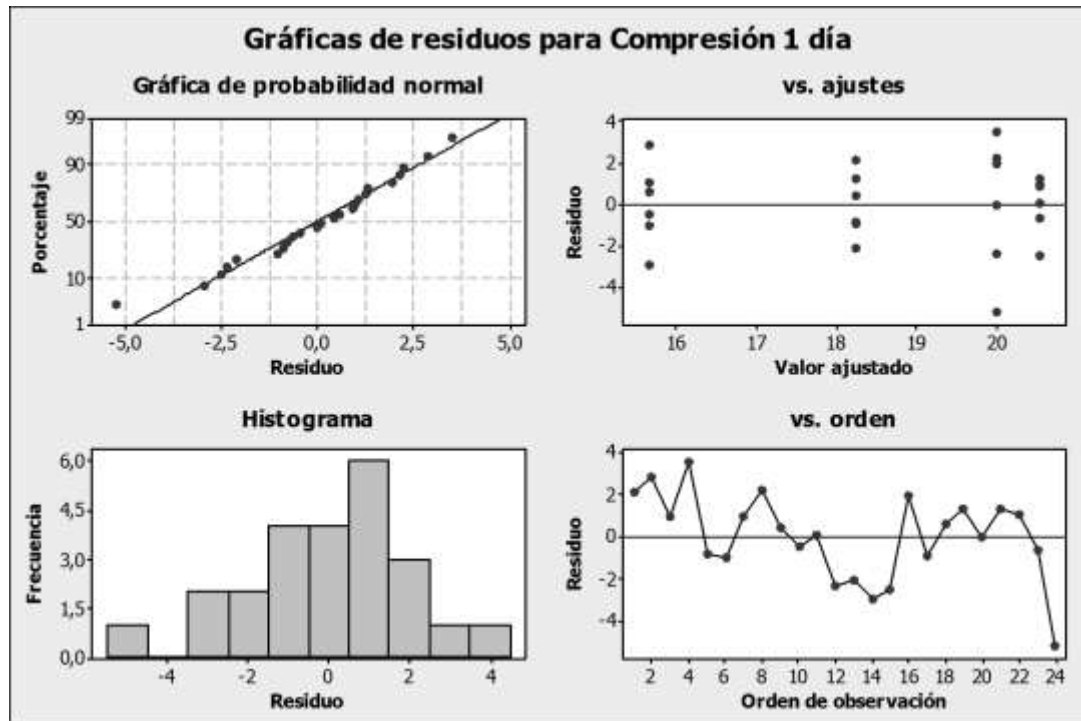 Gráficas de residuos para Compresión 1 día
Gráfica de probabilidad normal
99
90
50
10
1
Porcentaje
-5,0 -2,5 0,0 2,5 5,0
Residuo
vs. ajustes
4
2
0
-2
-4
Residuo
16 17 18 19 20
Valor ajustado
Histograma
6,0
4,5
3,0
1,5
0,0
Frecuencia
-4 -2 0 2 4
Residuo
vs. orden
4
2
0
-2
-4
Residuo
2 4 6 8 10 12 14 16 18 20 22 24
Orden de observación